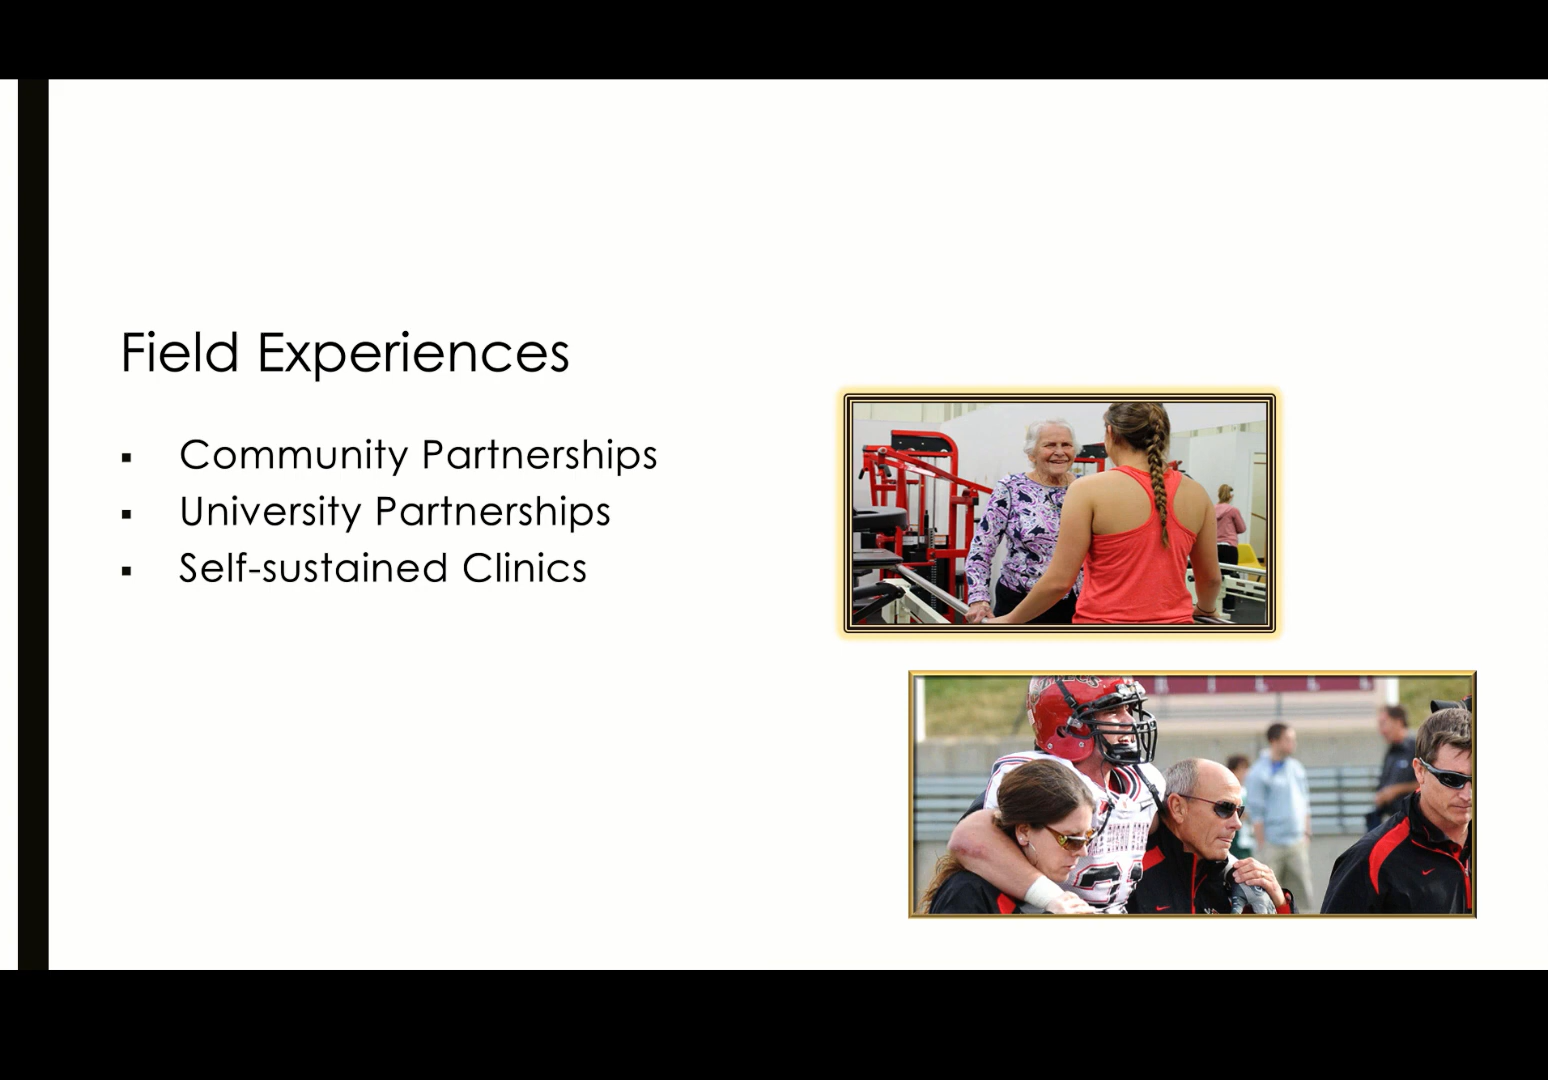 Field Experiences
▪ Community Partnerships
▪ University Partnerships
▪ Self-sustained Clinics